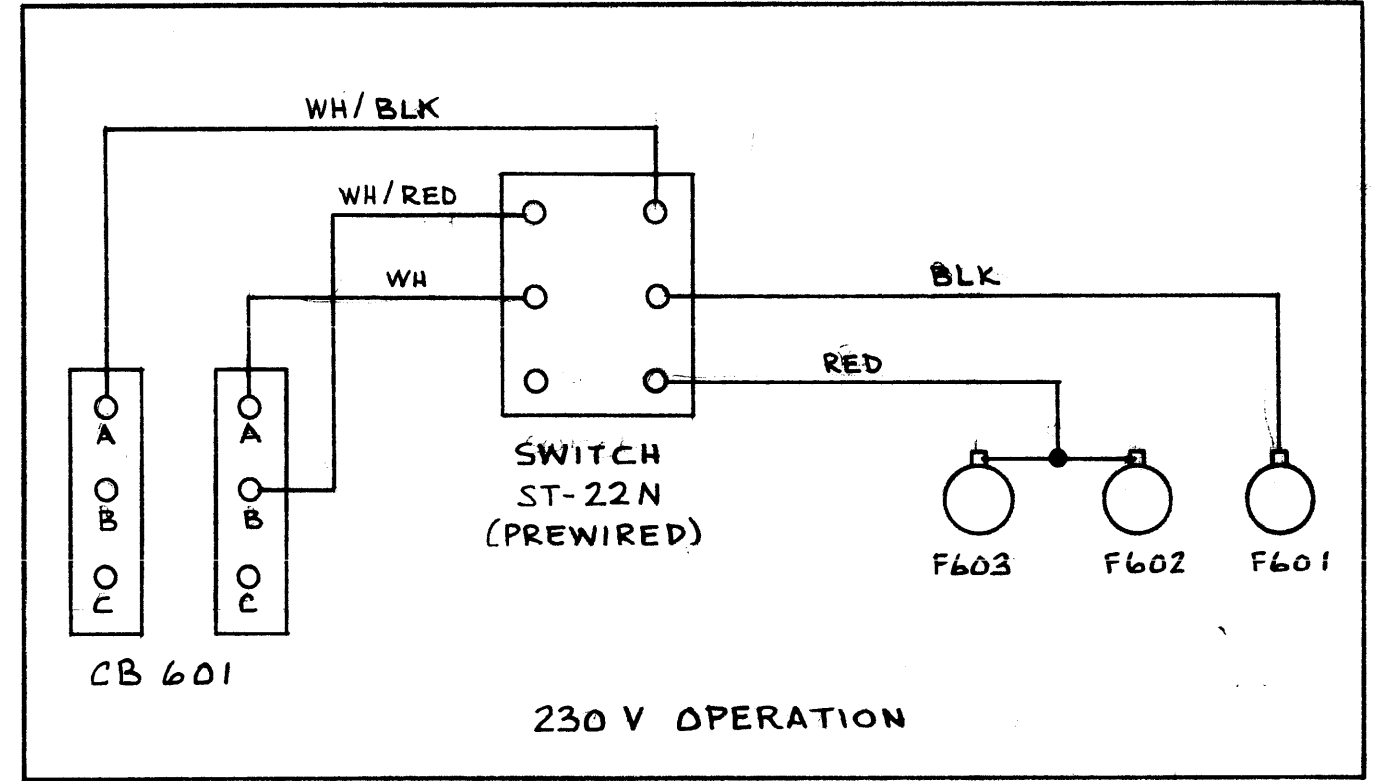 WH/BLK
WH/RED
WH
BLK
RED
A
A
B
B
C
C
SWITCH
ST-22N
(PREWIRED)
F603
F602
F601
CB 601
230 V OPERATION